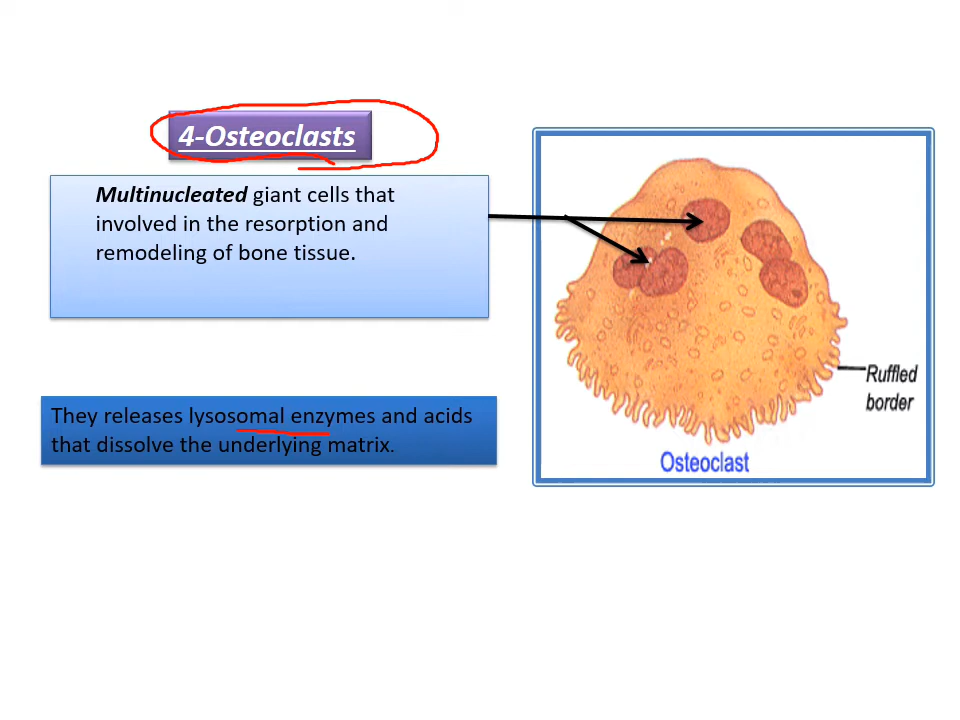 4-Osteoclasts
Multinucleated giant cells that
involved in the resorption and
remodeling of bone tissue.
They releases lysosomal enzymes and acids
that dissolve the underlying matrix.
Ruffled
border
Osteoclast